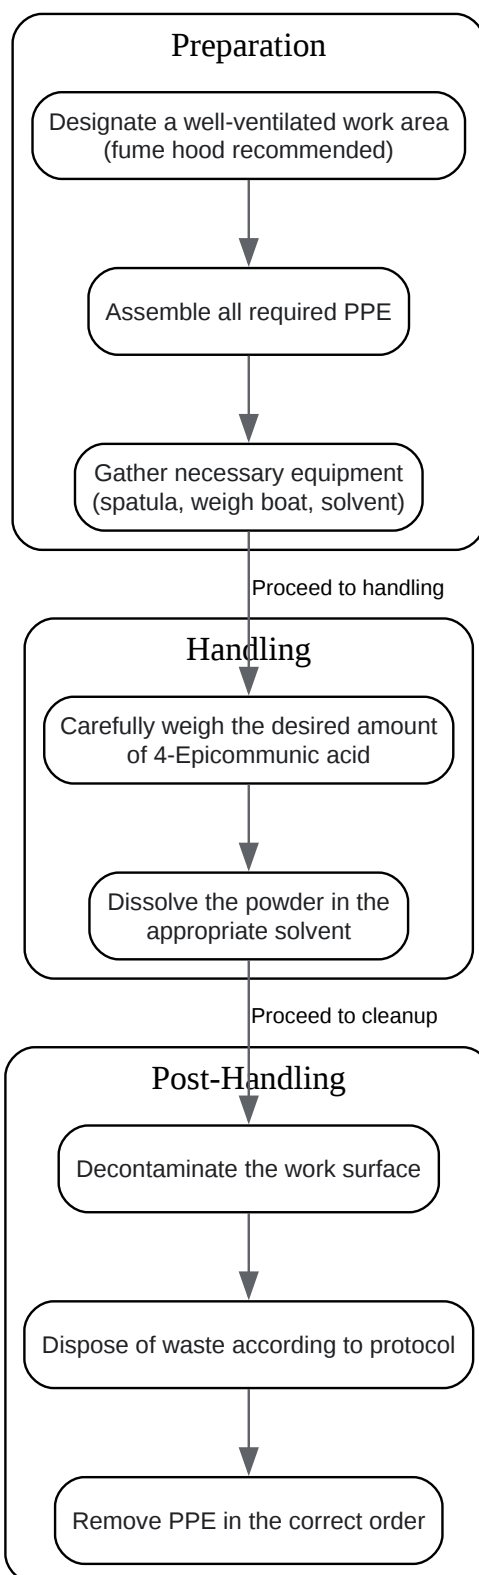 Preparation
Designate a well-ventilated work area
(fume hood recommended)
Assemble all required PPE
Gather necessary equipment
(spatula, weigh boat, solvent)
Proceed to handling
Handling
Carefully weigh the desired amount
of 4-Epicommunic acid
Dissolve the powder in the
appropriate solvent
Proceed to cleanup
Post-Handling
Decontaminate the work surface
Dispose of waste according to protocol
Remove PPE in the correct order